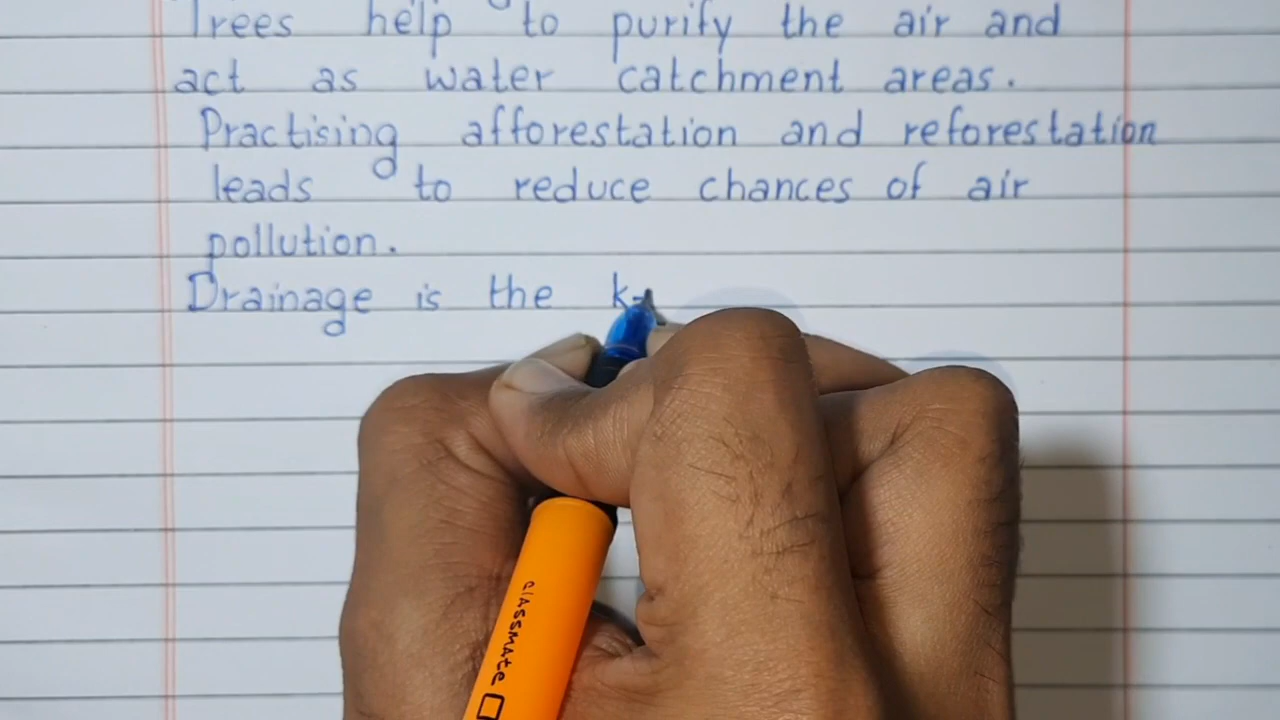 Trees help to purify the air and
act as water catchment areas.
Practising afforestation and reforestation
leads to reduce chances of air
pollution.
Drainage is the
classmate